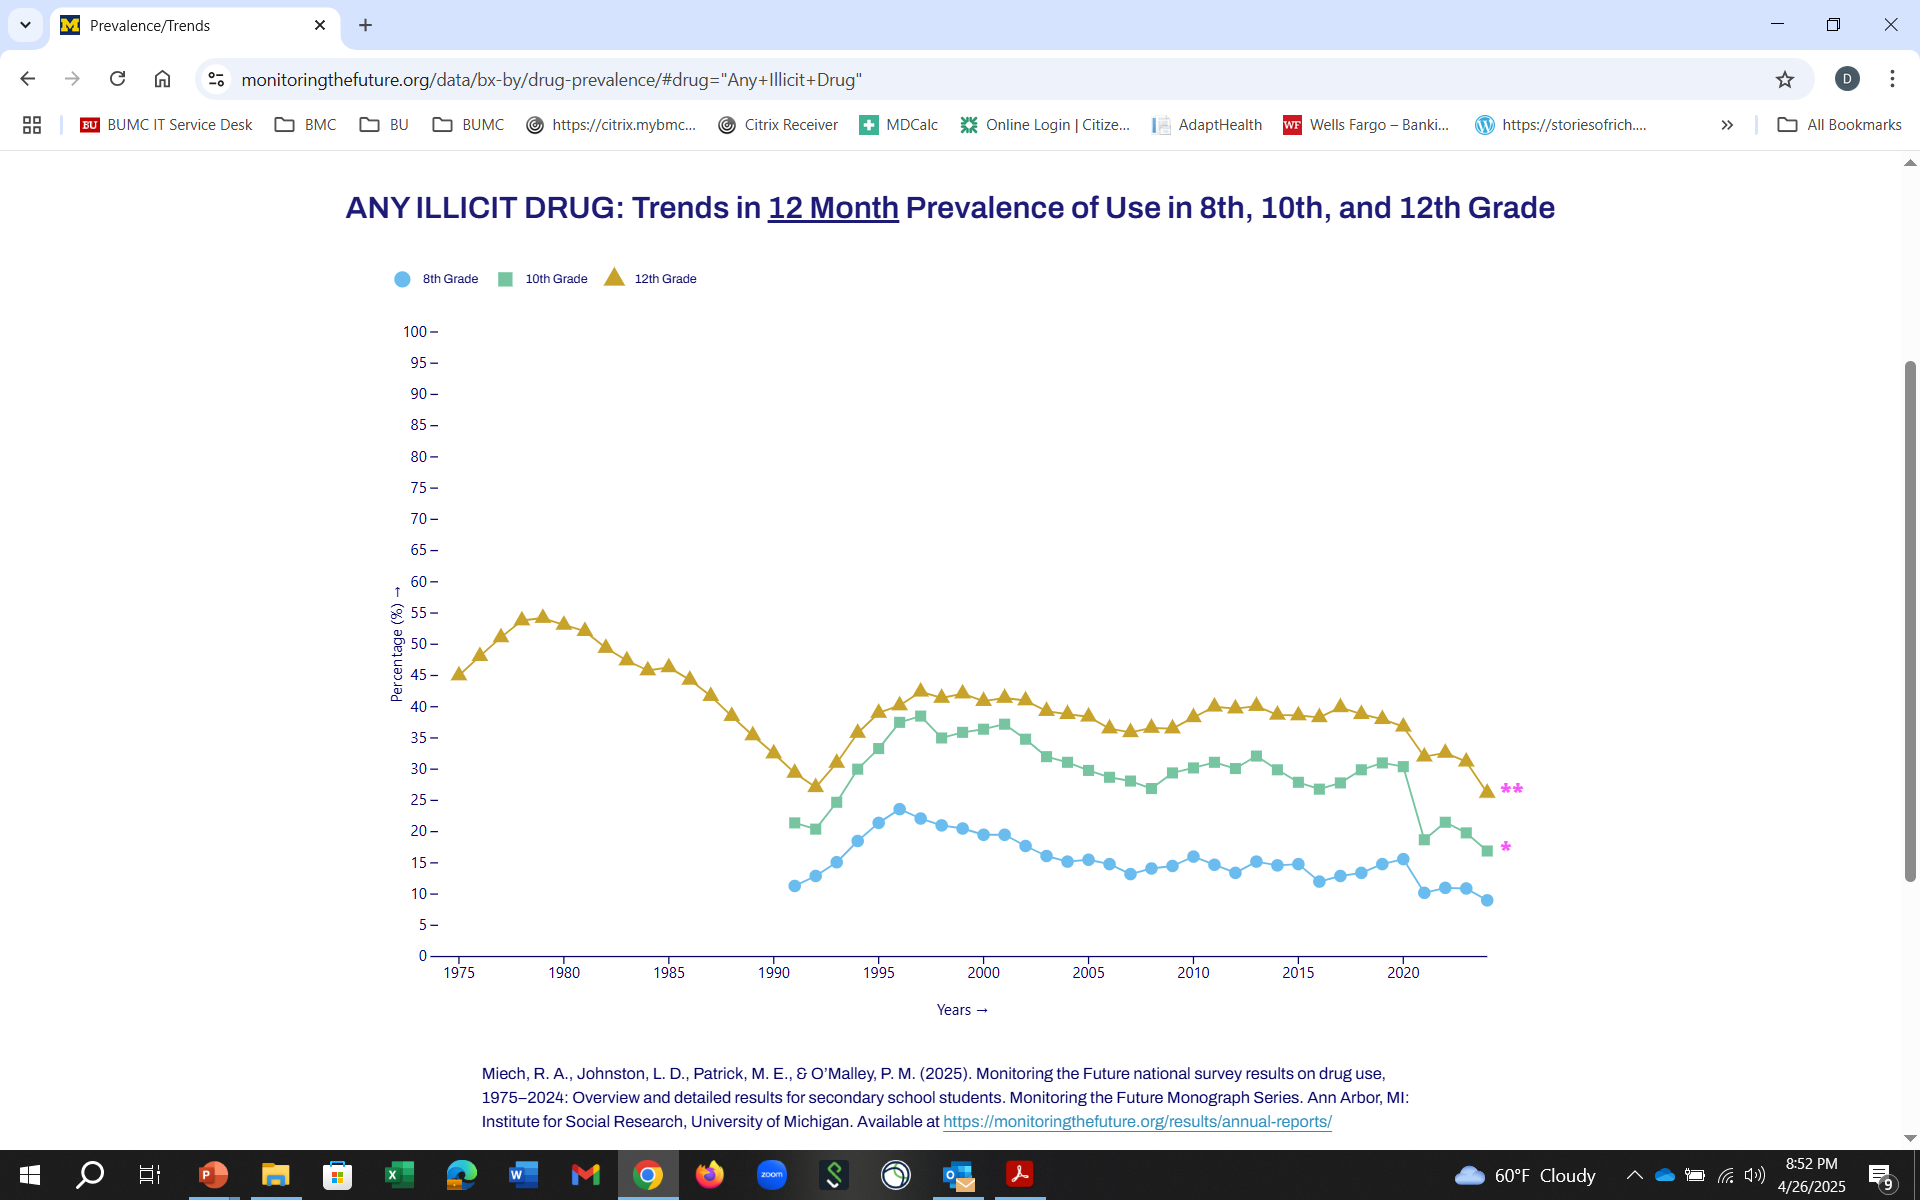 Prevalence/Trends
monitoringthefuture.org/data/bx-by/drug-prevalence/#drug="Any+Illicit+Drug"
D
BU BUMC IT Service Desk BMC BU BUMC https://citrix.mybmc... Citrix Receiver MDCalc Online Login | Citize... AdaptHealth WF Wells Fargo – Banki... https://storiesofrich.... » All Bookmarks
ANY ILLICIT DRUG: Trends in 12 Month Prevalence of Use in 8th, 10th, and 12th Grade
8th Grade 10th Grade 12th Grade
100
95
90
85
80
75
70
65
60
55
50
45
40
35
30
25
20
15
10
5
0
Percentage (%) →
**
*
1975 1980 1985 1990 1995 2000 2005 2010 2015 2020
Years →
Miech, R. A., Johnston, L. D., Patrick, M. E., & O’Malley, P. M. (2025). Monitoring the Future national survey results on drug use,
1975–2024: Overview and detailed results for secondary school students. Monitoring the Future Monograph Series. Ann Arbor, MI:
Institute for Social Research, University of Michigan. Available at https://monitoringthefuture.org/results/annual-reports/
zoom
60°F Cloudy
8:52 PM
4/26/2025
9